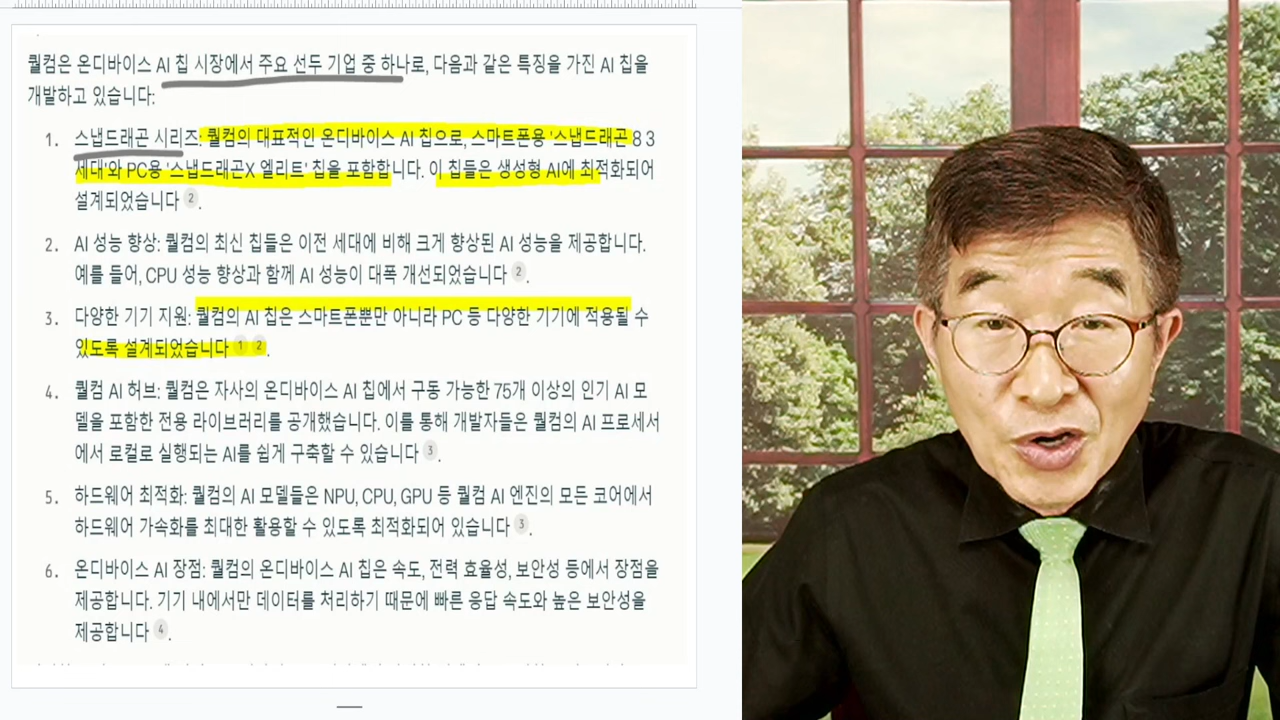 퀄컴은 온디바이스 AI 칩 시장에서 주요 선두 기업 중 하나로, 다음과 같은 특징을 가진 AI 칩을
개발하고 있습니다:
1. 스냅드래곤 시리즈: 퀄컴의 대표적인 온디바이스 AI 칩으로, 스마트폰용 '스냅드래곤 8 3
세대'와 PC용 '스냅드래곤X 엘리트' 칩을 포함합니다. 이 칩들은 생성형 AI에 최적화되어
설계되었습니다 2.
2. AI 성능 향상: 퀄컴의 최신 칩들은 이전 세대에 비해 크게 향상된 AI 성능을 제공합니다.
예를 들어, CPU 성능 향상과 함께 AI 성능이 대폭 개선되었습니다 2.
3. 다양한 기기 지원: 퀄컴의 AI 칩은 스마트폰뿐만 아니라 PC 등 다양한 기기에 적용될 수
있도록 설계되었습니다 1 2.
4. 퀄컴 AI 허브: 퀄컴은 자사의 온디바이스 AI 칩에서 구동 가능한 75개 이상의 인기 AI 모
델을 포함한 전용 라이브러리를 공개했습니다. 이를 통해 개발자들은 퀄컴의 AI 프로세서
에서 로컬로 실행되는 AI를 쉽게 구축할 수 있습니다 3.
5. 하드웨어 최적화: 퀄컴의 AI 모델들은 NPU, CPU, GPU 등 퀄컴 AI 엔진의 모든 코어에서
하드웨어 가속화를 최대한 활용할 수 있도록 최적화되어 있습니다 3.
6. 온디바이스 AI 장점: 퀄컴의 온디바이스 AI 칩은 속도, 전력 효율성, 보안성 등에서 장점을
제공합니다. 기기 내에서만 데이터를 처리하기 때문에 빠른 응답 속도와 높은 보안성을
제공합니다 4.